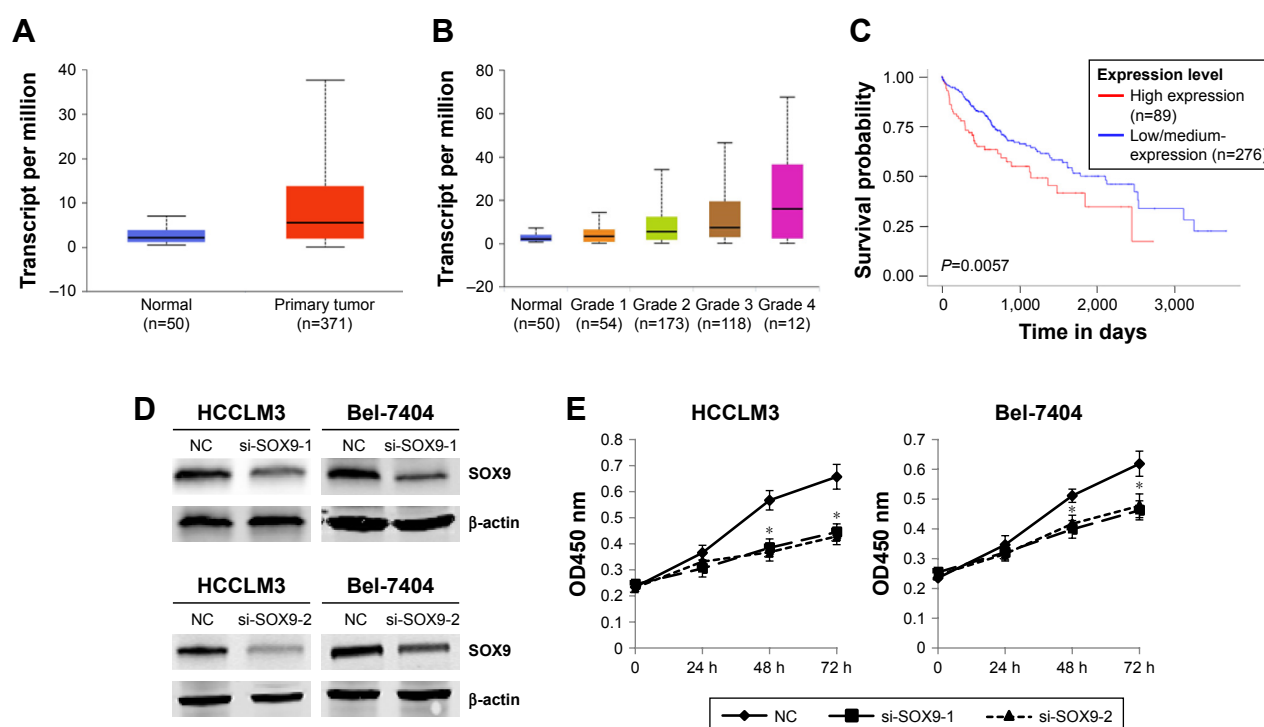 A
Transcript per million
40
30
20
10
0
–10
Normal
(n=50)
Primary tumor
(n=371)
B
Transcript per million
80
60
40
20
0
–20
Normal
(n=50)
Grade 1
(n=54)
Grade 2
(n=173)
Grade 3
(n=118)
Grade 4
(n=12)
C
Survival probability
1.00
0.75
0.50
0.25
0.00
Expression level
High expression
(n=89)
Low/medium-
expression (n=276)
P=0.0057
0
1,000
2,000
3,000
Time in days
D
HCCLM3
Bel-7404
NC
si-SOX9-1
NC
si-SOX9-1
SOX9
β-actin
HCCLM3
Bel-7404
NC
si-SOX9-2
NC
si-SOX9-2
SOX9
β-actin
E
HCCLM3
OD450 nm
0.8
0.7
0.6
0.5
0.4
0.3
0.2
0.1
0
*
*
0
24 h
48 h
72 h
Bel-7404
OD450 nm
0.7
0.6
0.5
0.4
0.3
0.2
0.1
0
*
*
0
24 h
48 h
72 h
NC
si-SOX9-1
si-SOX9-2